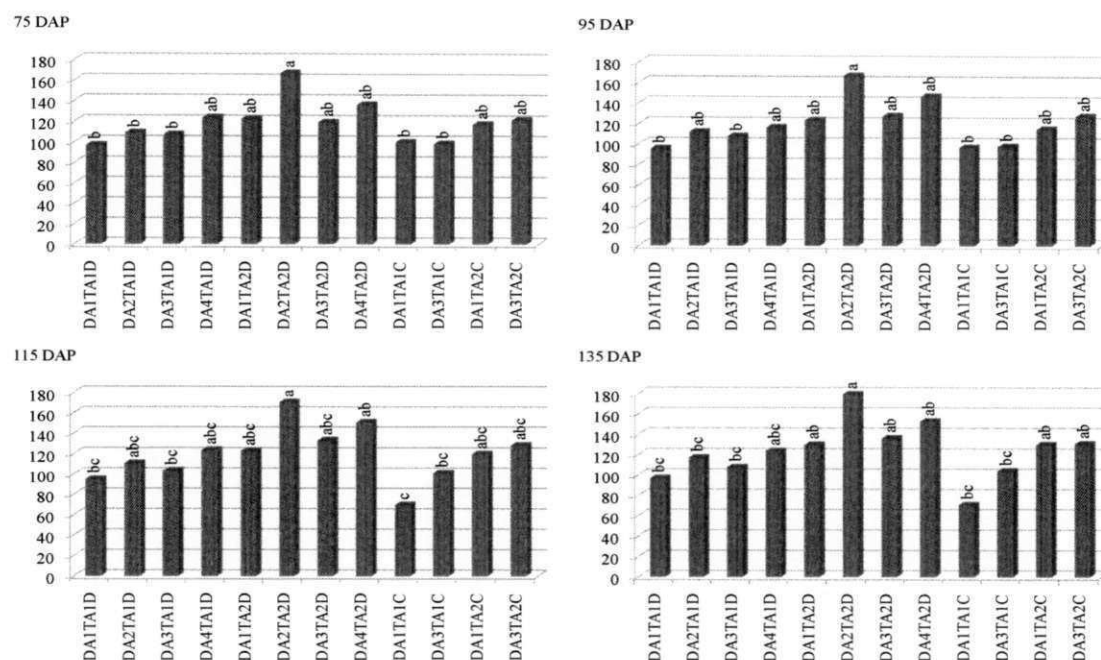 75 DAP
180
160
140
120
100
80
60
40
20
0
b
b
b
ab
ab
a
ab
ab
b
b
ab
ab
DA1TA1D
DA2TA1D
DA3TA1D
DA4TA1D
DA1TA2D
DA2TA2D
DA3TA2D
DA4TA2D
DA1TA1C
DA3TA1C
DA1TA2C
DA3TA2C
95 DAP
180
160
140
120
100
80
60
40
20
0
b
ab
b
ab
ab
a
ab
ab
b
b
ab
ab
DA1TA1D
DA2TA1D
DA3TA1D
DA4TA1D
DA1TA2D
DA2TA2D
DA3TA2D
DA4TA2D
DA1TA1C
DA3TA1C
DA1TA2C
DA3TA2C
115 DAP
180
160
140
120
100
80
60
40
20
0
bc
abc
bc
abc
abc
a
abc
ab
c
bc
abc
abc
DA1TA1D
DA2TA1D
DA3TA1D
DA4TA1D
DA1TA2D
DA2TA2D
DA3TA2D
DA4TA2D
DA1TA1C
DA3TA1C
DA1TA2C
DA3TA2C
135 DAP
180
160
140
120
100
80
60
40
20
0
bc
bc
bc
abc
ab
a
ab
ab
bc
bc
ab
ab
DA1TA1D
DA2TA1D
DA3TA1D
DA4TA1D
DA1TA2D
DA2TA2D
DA3TA2D
DA4TA2D
DA1TA1C
DA3TA1C
DA1TA2C
DA3TA2C